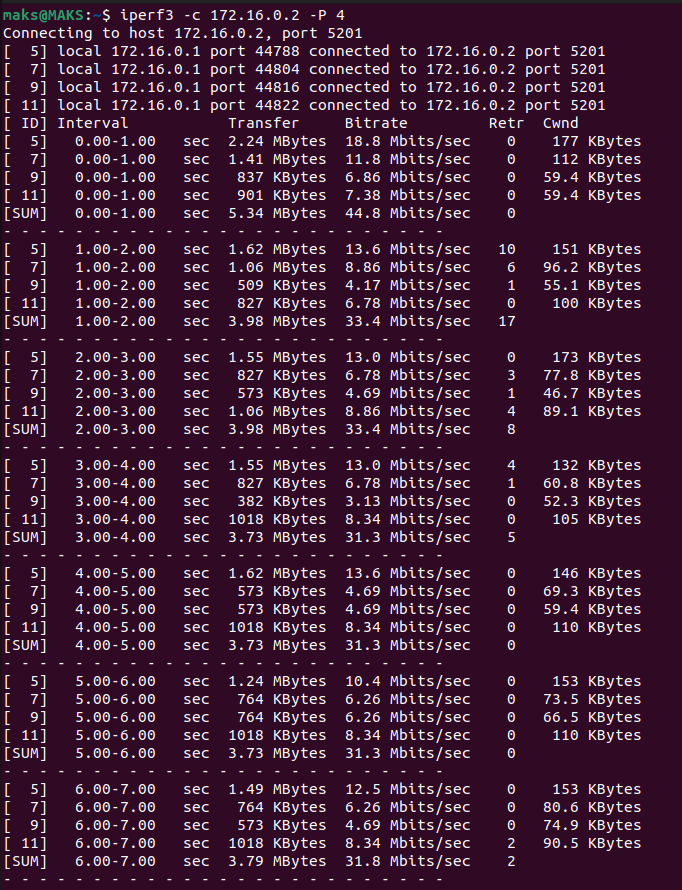 maks@MAKS:~$ iperf3 -c 172.16.0.2 -P 4
Connecting to host 172.16.0.2, port 5201
[  5] local 172.16.0.1 port 44788 connected to 172.16.0.2 port 5201
[  7] local 172.16.0.1 port 44804 connected to 172.16.0.2 port 5201
[  9] local 172.16.0.1 port 44816 connected to 172.16.0.2 port 5201
[ 11] local 172.16.0.1 port 44822 connected to 172.16.0.2 port 5201
[ ID] Interval           Transfer     Bitrate         Retr  Cwnd
[  5]   0.00-1.00   sec  2.24 MBytes  18.8 Mbits/sec    0    177 KBytes
[  7]   0.00-1.00   sec  1.41 MBytes  11.8 Mbits/sec    0    112 KBytes
[  9]   0.00-1.00   sec   837 KBytes  6.86 Mbits/sec    0   59.4 KBytes
[ 11]   0.00-1.00   sec   901 KBytes  7.38 Mbits/sec    0   59.4 KBytes
[SUM]   0.00-1.00   sec  5.34 MBytes  44.8 Mbits/sec    0
- - - - - - - - - - - - - - - - - - - - - - - - -
[  5]   1.00-2.00   sec  1.62 MBytes  13.6 Mbits/sec   10    151 KBytes
[  7]   1.00-2.00   sec  1.06 MBytes  8.86 Mbits/sec    6   96.2 KBytes
[  9]   1.00-2.00   sec   509 KBytes  4.17 Mbits/sec    1   55.1 KBytes
[ 11]   1.00-2.00   sec   827 KBytes  6.78 Mbits/sec    0    100 KBytes
[SUM]   1.00-2.00   sec  3.98 MBytes  33.4 Mbits/sec   17
- - - - - - - - - - - - - - - - - - - - - - - - -
[  5]   2.00-3.00   sec  1.55 MBytes  13.0 Mbits/sec    0    173 KBytes
[  7]   2.00-3.00   sec   827 KBytes  6.78 Mbits/sec    3   77.8 KBytes
[  9]   2.00-3.00   sec   573 KBytes  4.69 Mbits/sec    1   46.7 KBytes
[ 11]   2.00-3.00   sec  1.06 MBytes  8.86 Mbits/sec    4   89.1 KBytes
[SUM]   2.00-3.00   sec  3.98 MBytes  33.4 Mbits/sec    8
- - - - - - - - - - - - - - - - - - - - - - - - -
[  5]   3.00-4.00   sec  1.55 MBytes  13.0 Mbits/sec    4    132 KBytes
[  7]   3.00-4.00   sec   827 KBytes  6.78 Mbits/sec    1   60.8 KBytes
[  9]   3.00-4.00   sec   382 KBytes  3.13 Mbits/sec    0   52.3 KBytes
[ 11]   3.00-4.00   sec  1018 KBytes  8.34 Mbits/sec    0    105 KBytes
[SUM]   3.00-4.00   sec  3.73 MBytes  31.3 Mbits/sec    5
- - - - - - - - - - - - - - - - - - - - - - - - -
[  5]   4.00-5.00   sec  1.62 MBytes  13.6 Mbits/sec    0    146 KBytes
[  7]   4.00-5.00   sec   573 KBytes  4.69 Mbits/sec    0   69.3 KBytes
[  9]   4.00-5.00   sec   573 KBytes  4.69 Mbits/sec    0   59.4 KBytes
[ 11]   4.00-5.00   sec  1018 KBytes  8.34 Mbits/sec    0    110 KBytes
[SUM]   4.00-5.00   sec  3.73 MBytes  31.3 Mbits/sec    0
- - - - - - - - - - - - - - - - - - - - - - - - -
[  5]   5.00-6.00   sec  1.24 MBytes  10.4 Mbits/sec    0    153 KBytes
[  7]   5.00-6.00   sec   764 KBytes  6.26 Mbits/sec    0   73.5 KBytes
[  9]   5.00-6.00   sec   764 KBytes  6.26 Mbits/sec    0   66.5 KBytes
[ 11]   5.00-6.00   sec  1018 KBytes  8.34 Mbits/sec    0    110 KBytes
[SUM]   5.00-6.00   sec  3.73 MBytes  31.3 Mbits/sec    0
- - - - - - - - - - - - - - - - - - - - - - - - -
[  5]   6.00-7.00   sec  1.49 MBytes  12.5 Mbits/sec    0    153 KBytes
[  7]   6.00-7.00   sec   764 KBytes  6.26 Mbits/sec    0   80.6 KBytes
[  9]   6.00-7.00   sec   573 KBytes  4.69 Mbits/sec    0   74.9 KBytes
[ 11]   6.00-7.00   sec  1018 KBytes  8.34 Mbits/sec    2   90.5 KBytes
[SUM]   6.00-7.00   sec  3.79 MBytes  31.8 Mbits/sec    2
- - - - - - - - - - - - - - - - - - - - - - - - -